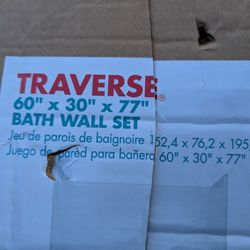 TRAVERSE®
60" x 30" x 77"
BATH WALL SET
Jeu de parois de baignoire 152,4 x 76,2 x 195
Juego de pared para bañera 60" x 30" x 77"